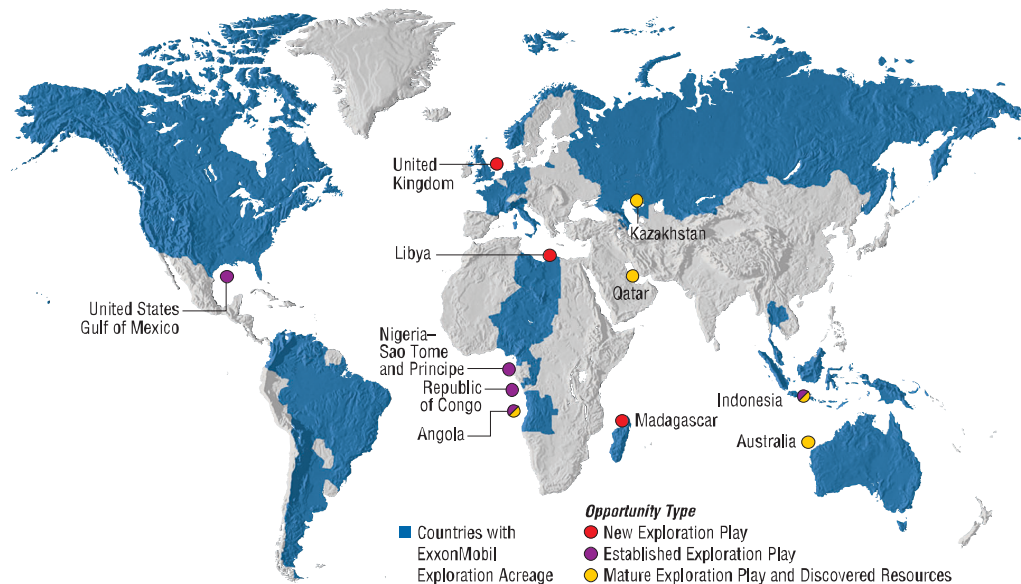 United
Kingdom
Kazakhstan
Libya
Qatar
United States
Gulf of Mexico
Nigeria–
Sao Tome
and Principe
Republic
of Congo
Angola
Indonesia
Madagascar
Australia
Opportunity Type
Countries with
ExxonMobil
Exploration Acreage
New Exploration Play
Established Exploration Play
Mature Exploration Play and Discovered Resources